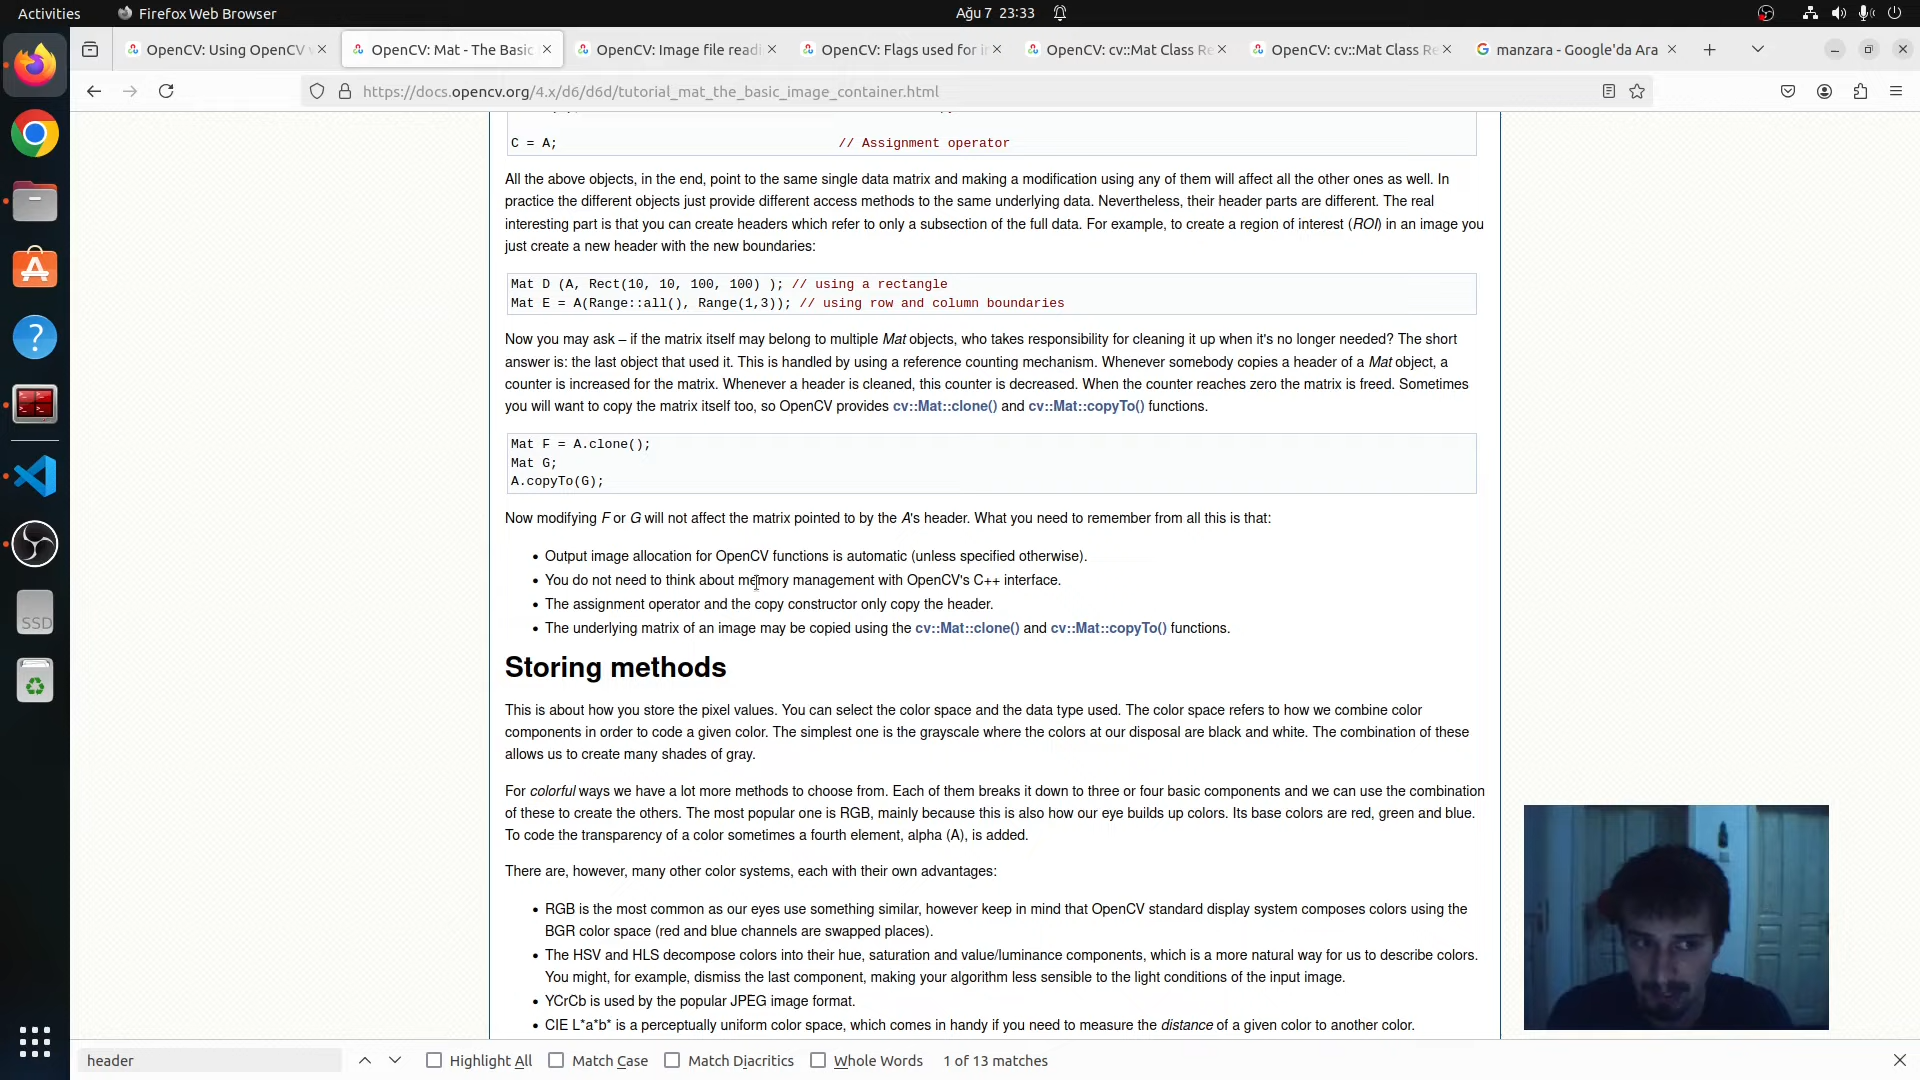 Activities
Firefox Web Browser
Ağu 7 23:33
OpenCV: Using OpenCV
OpenCV: Mat - The Basic
OpenCV: Image file readi
OpenCV: Flags used for i
OpenCV: cv::Mat Class Re
OpenCV: cv::Mat Class Re
manzara - Google'da Ara
https://docs.opencv.org/4.x/d6/d6d/tutorial_mat_the_basic_image_container.html
C = A; // Assignment operator
All the above objects, in the end, point to the same single data matrix and making a modification using any of them will affect all the other ones as well. In
practice the different objects just provide different access methods to the same underlying data. Nevertheless, their header parts are different. The real
interesting part is that you can create headers which refer to only a subsection of the full data. For example, to create a region of interest (ROI) in an image you
just create a new header with the new boundaries:
Mat D (A, Rect(10, 10, 100, 100) ); // using a rectangle
Mat E = A(Range::all(), Range(1,3)); // using row and column boundaries
Now you may ask – if the matrix itself may belong to multiple Mat objects, who takes responsibility for cleaning it up when it's no longer needed? The short
answer is: the last object that used it. This is handled by using a reference counting mechanism. Whenever somebody copies a header of a Mat object, a
counter is increased for the matrix. Whenever a header is cleaned, this counter is decreased. When the counter reaches zero the matrix is freed. Sometimes
you will want to copy the matrix itself too, so OpenCV provides cv::Mat::clone() and cv::Mat::copyTo() functions.
Mat F = A.clone();
Mat G;
A.copyTo(G);
Now modifying F or G will not affect the matrix pointed to by the A's header. What you need to remember from all this is that:
• Output image allocation for OpenCV functions is automatic (unless specified otherwise).
• You do not need to think about memory management with OpenCV's C++ interface.
• The assignment operator and the copy constructor only copy the header.
• The underlying matrix of an image may be copied using the cv::Mat::clone() and cv::Mat::copyTo() functions.
Storing methods
This is about how you store the pixel values. You can select the color space and the data type used. The color space refers to how we combine color
components in order to code a given color. The simplest one is the grayscale where the colors at our disposal are black and white. The combination of these
allows us to create many shades of gray.
For colorful ways we have a lot more methods to choose from. Each of them breaks it down to three or four basic components and we can use the combination
of these to create the others. The most popular one is RGB, mainly because this is also how our eye builds up colors. Its base colors are red, green and blue.
To code the transparency of a color sometimes a fourth element, alpha (A), is added.
There are, however, many other color systems, each with their own advantages:
• RGB is the most common as our eyes use something similar, however keep in mind that OpenCV standard display system composes colors using the
BGR color space (red and blue channels are swapped places).
• The HSV and HLS decompose colors into their hue, saturation and value/luminance components, which is a more natural way for us to describe colors.
You might, for example, dismiss the last component, making your algorithm less sensible to the light conditions of the input image.
• YCrCb is used by the popular JPEG image format.
• CIE L*a*b* is a perceptually uniform color space, which comes in handy if you need to measure the distance of a given color to another color.
SSD
header
Highlight All
Match Case
Match Diacritics
Whole Words
1 of 13 matches